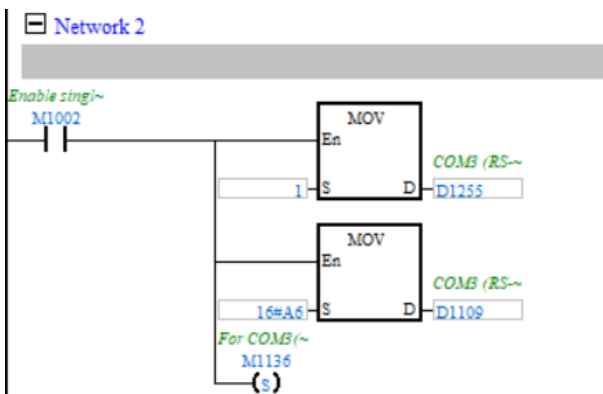 Network 2
Enable singl~
M1002
MOV
En
COM3 (RS-~
1 S D D1255
MOV
En
COM3 (RS-~
16#A6 S D D1109
For COM3(~
M1136
S